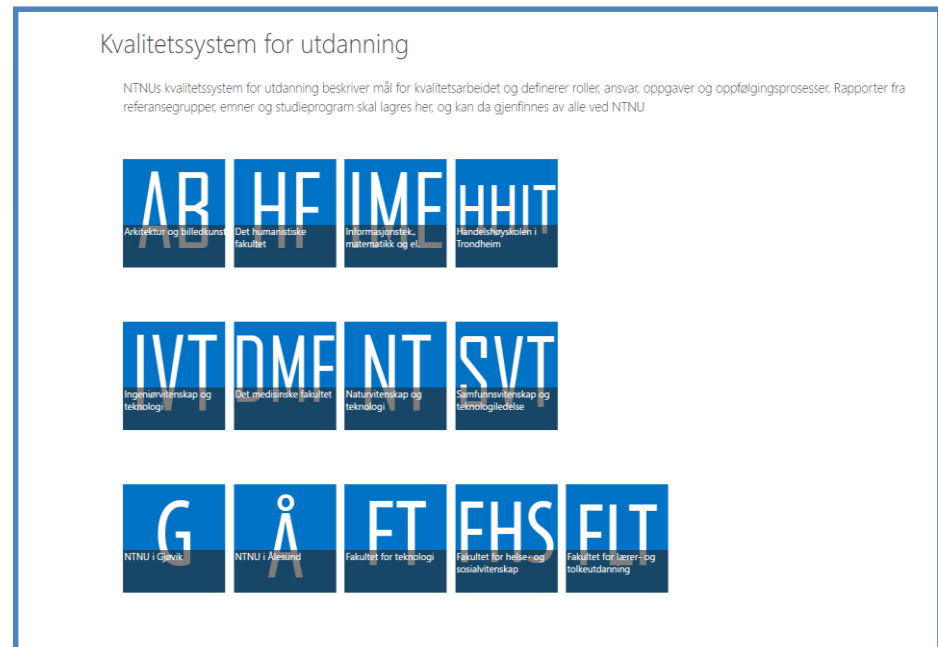 Kvalitetssystem for utdanning
NTNUs kvalitetssystem for utdanning beskriver mål for kvalitetsarbeidet og definerer roller, ansvar, oppgaver og oppfølgingsprosesser. Rapporter fra
referansegrupper, emner og studieprogram skal lagres her, og kan da gjenfinnes av alle ved NTNU
AB
Arkitektur og billedkunst
HF
Det humanistiske
fakultet
IME
Informasjonstek.,
matematikk og el.
HHIT
Handelshøyskolen i
Trondheim
IVT
Ingeniørvitenskap og
teknologi
DMF
Det medisinske fakultet
NT
Naturvitenskap og
teknologi
SVT
Samfunnsvitenskap og
teknologiledelse
G
NTNU i Gjøvik
Å
NTNU i Ålesund
FT
Fakultet for teknologi
FHS
Fakultet for helse- og
sosialvitenskap
FLT
Fakultet for lærer- og
tolkeutdanning